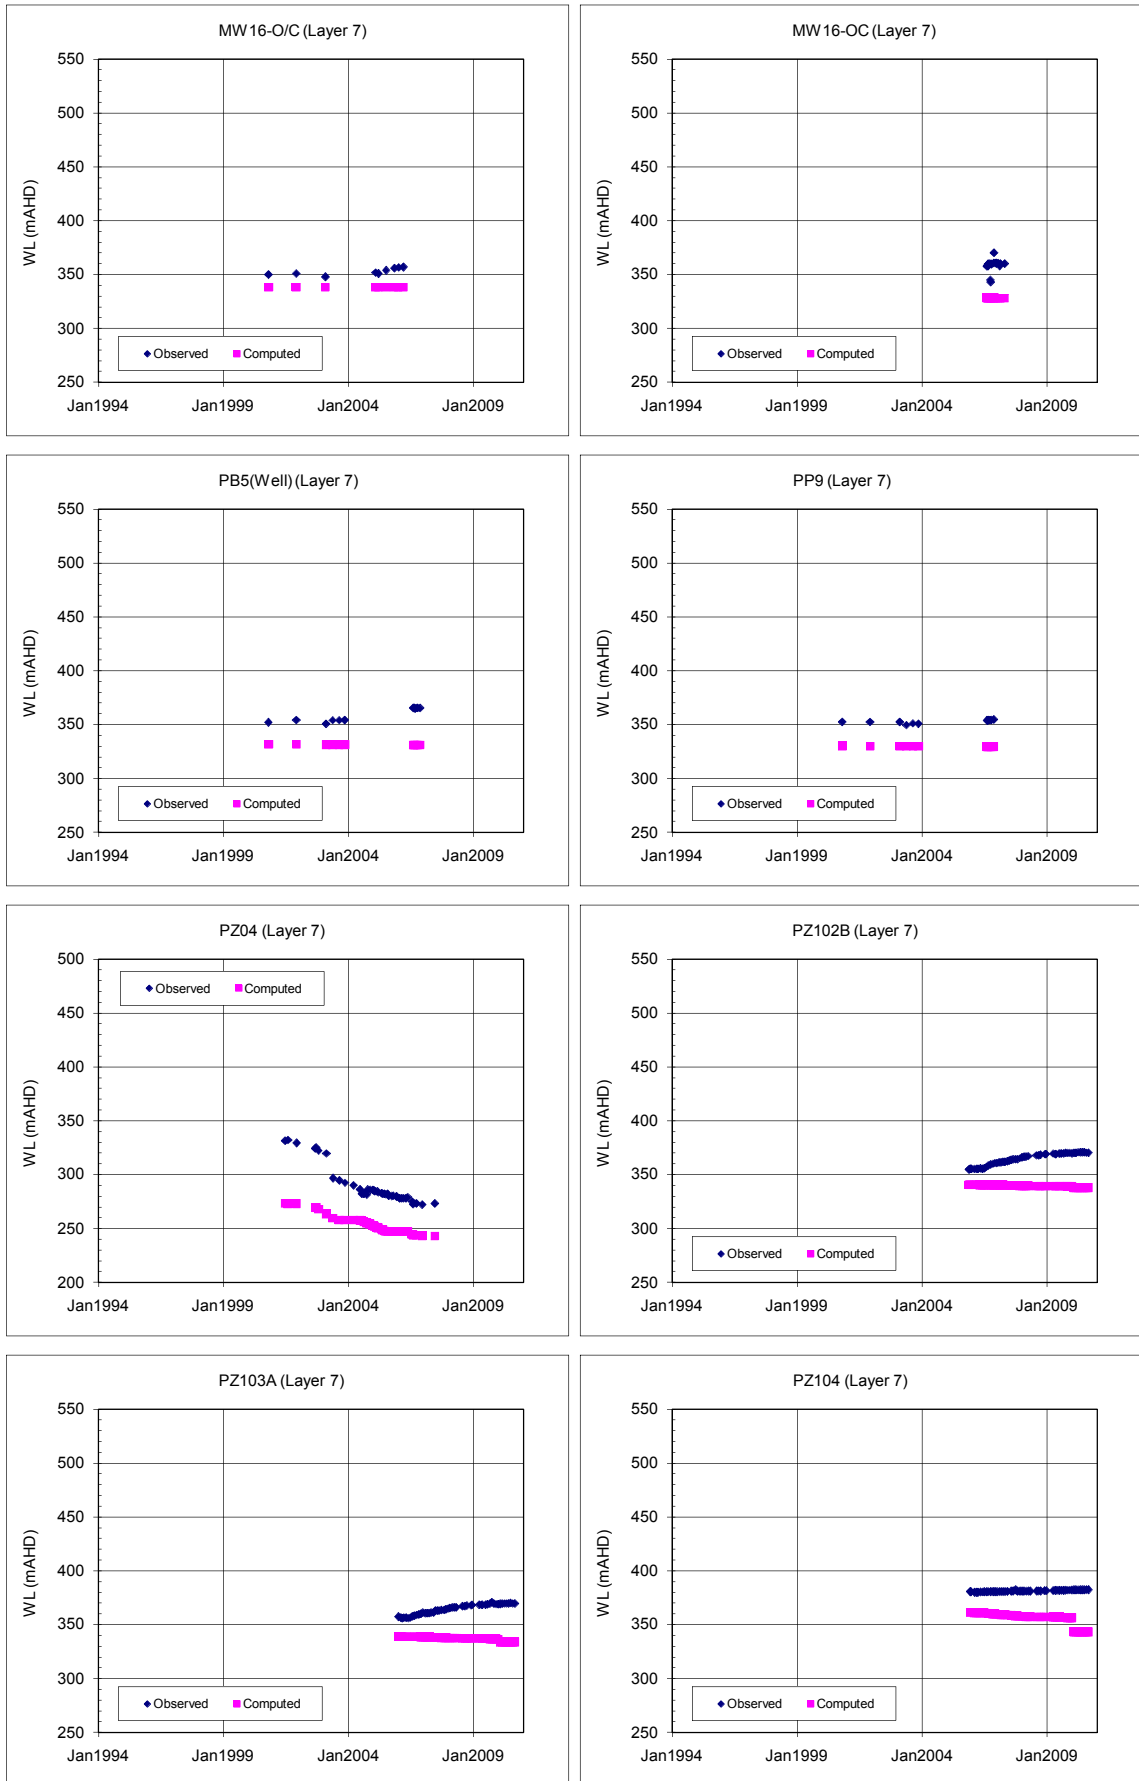 MW16-O/C (Layer 7)
550
500
450
400
350
300
250
WL (mAHD)
Observed Computed
Jan1994 Jan1999 Jan2004 Jan2009
MW16-OC (Layer 7)
550
500
450
400
350
300
250
WL (mAHD)
Observed Computed
Jan1994 Jan1999 Jan2004 Jan2009
PB5(Well) (Layer 7)
550
500
450
400
350
300
250
WL (mAHD)
Observed Computed
Jan1994 Jan1999 Jan2004 Jan2009
PP9 (Layer 7)
550
500
450
400
350
300
250
WL (mAHD)
Observed Computed
Jan1994 Jan1999 Jan2004 Jan2009
PZ04 (Layer 7)
500
450
400
350
300
250
200
WL (mAHD)
Observed Computed
Jan1994 Jan1999 Jan2004 Jan2009
PZ102B (Layer 7)
550
500
450
400
350
300
250
WL (mAHD)
Observed Computed
Jan1994 Jan1999 Jan2004 Jan2009
PZ103A (Layer 7)
550
500
450
400
350
300
250
WL (mAHD)
Observed Computed
Jan1994 Jan1999 Jan2004 Jan2009
PZ104 (Layer 7)
550
500
450
400
350
300
250
WL (mAHD)
Observed Computed
Jan1994 Jan1999 Jan2004 Jan2009